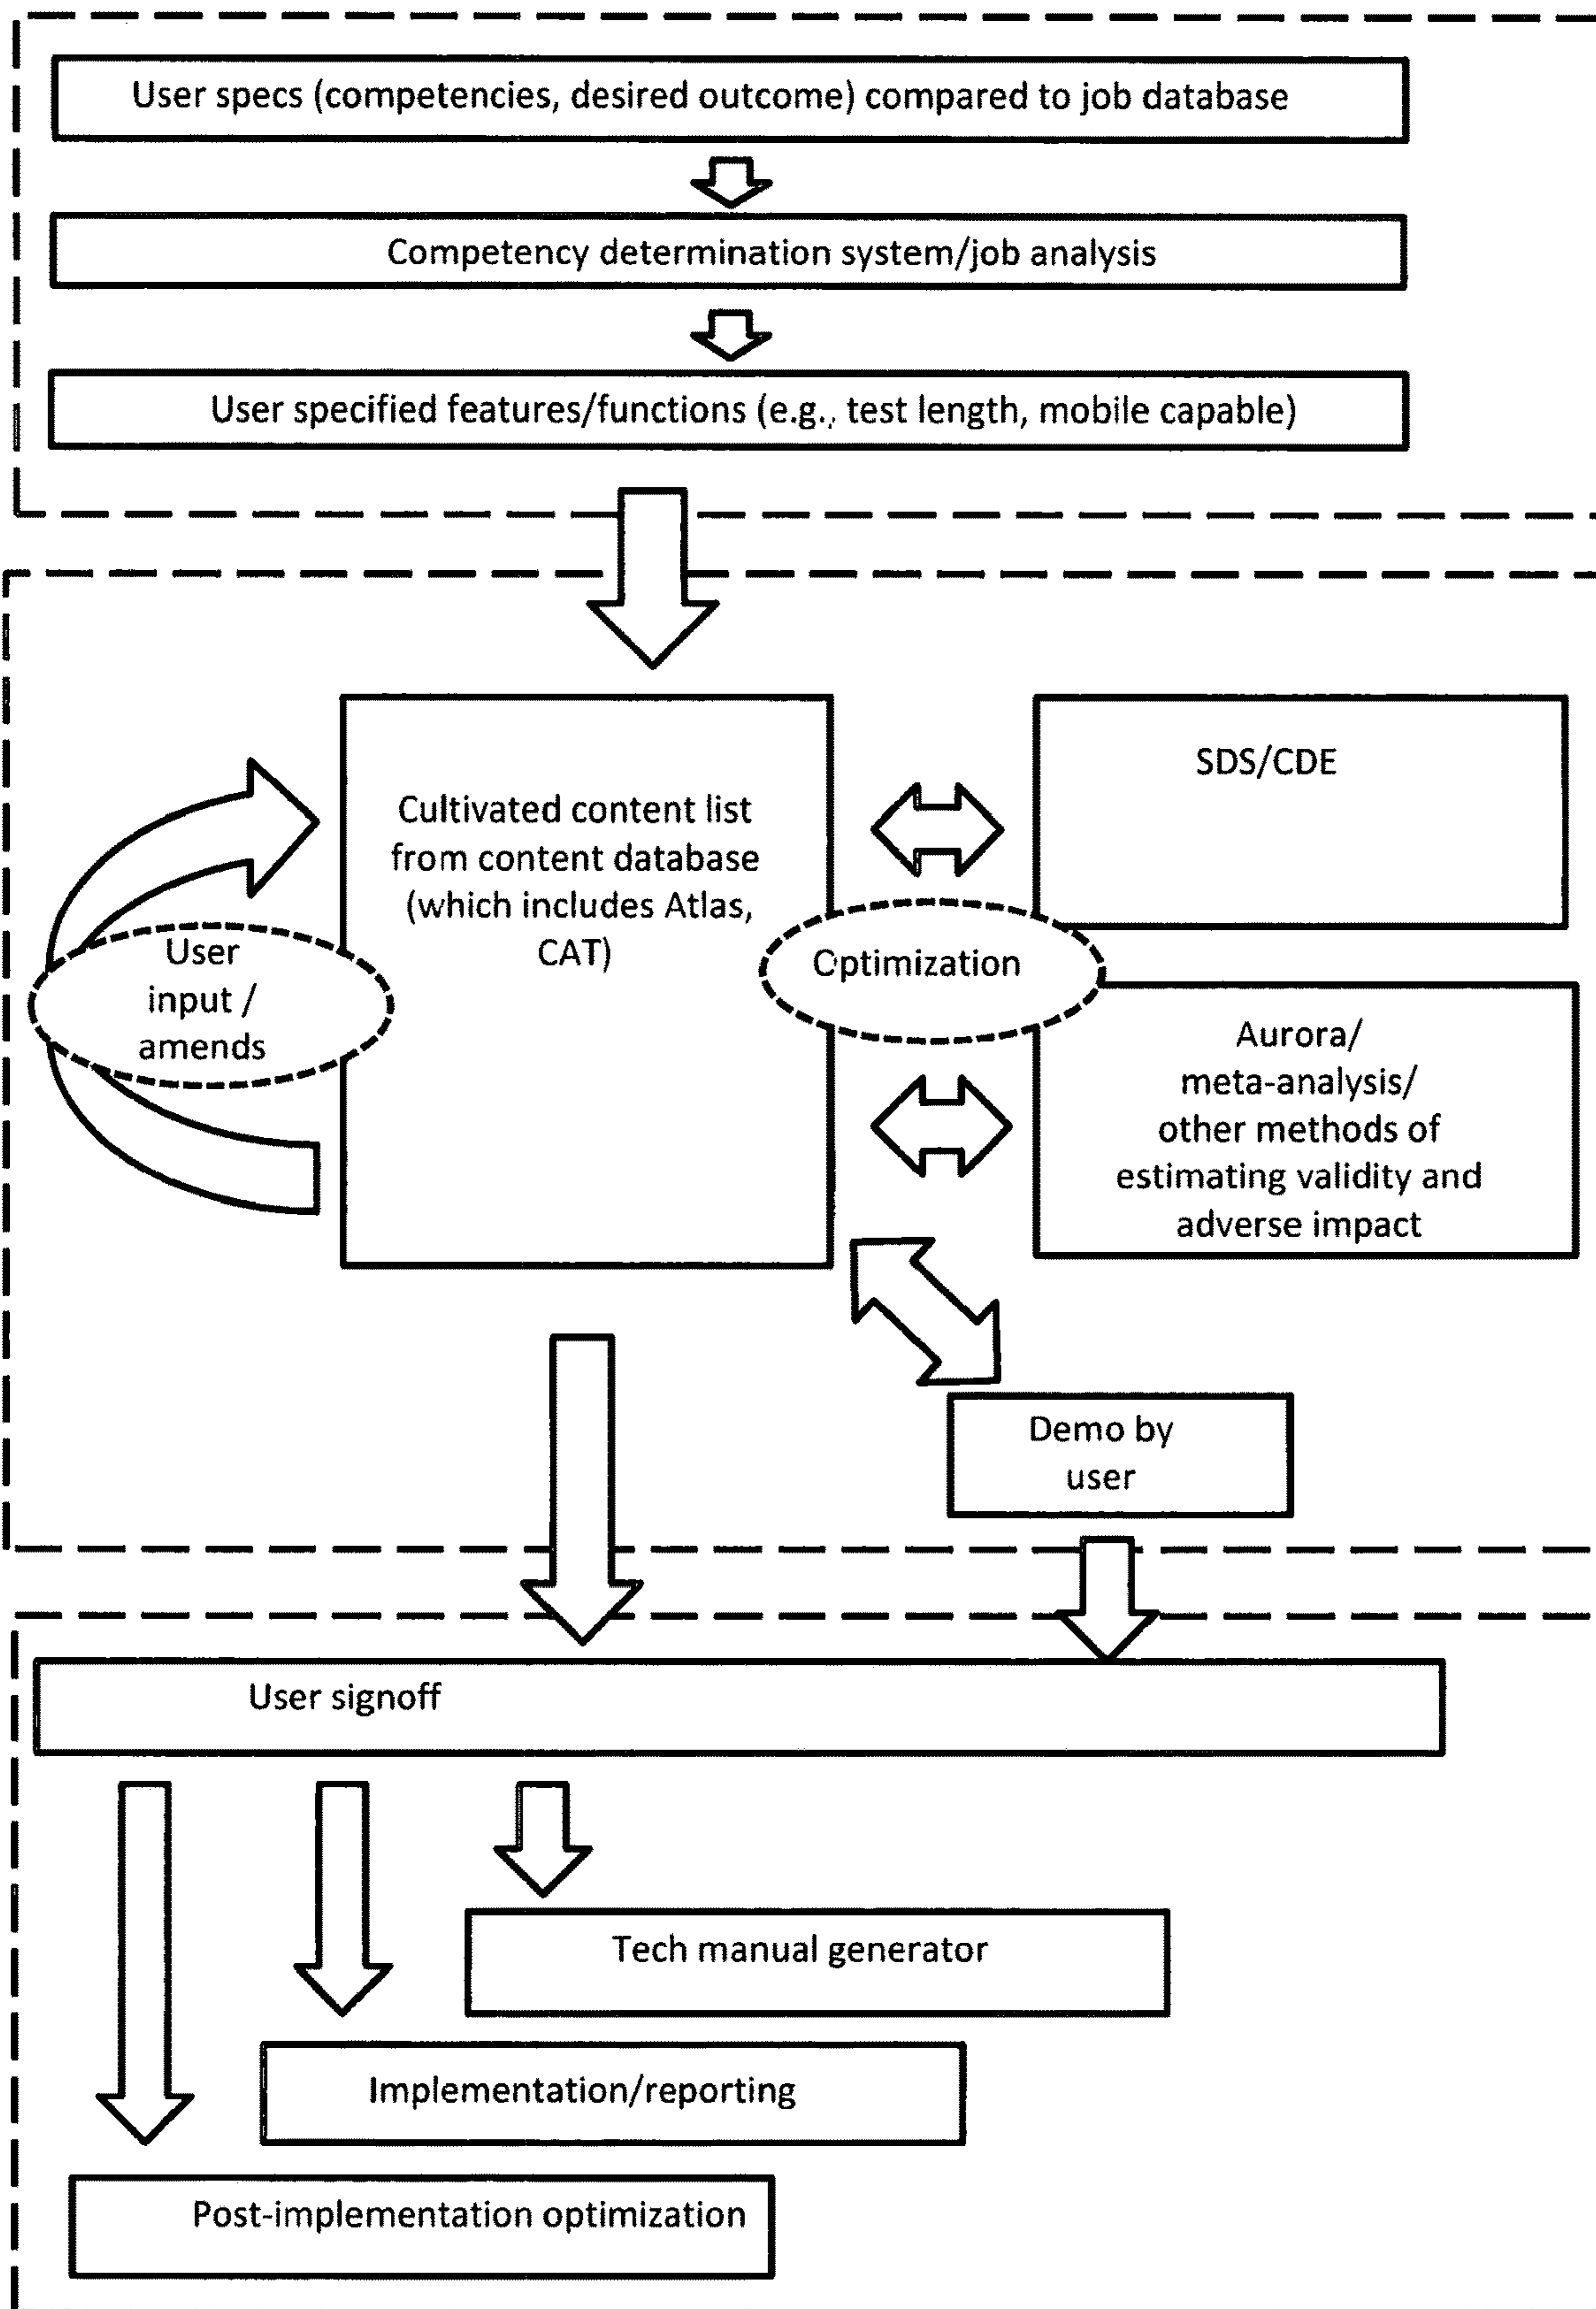 User specs (competencies, desired outcome) compared to job database
Competency determination system/job analysis
User specified features/functions (e.g., test length, mobile capable)
Cultivated content list
from content database
(which includes Atlas,
CAT)
SDS/CDE
User
input /
amends
Optimization
Aurora/
meta-analysis/
other methods of
estimating validity and
adverse impact
Demo by
user
User signoff
Tech manual generator
Implementation/reporting
Post-implementation optimization